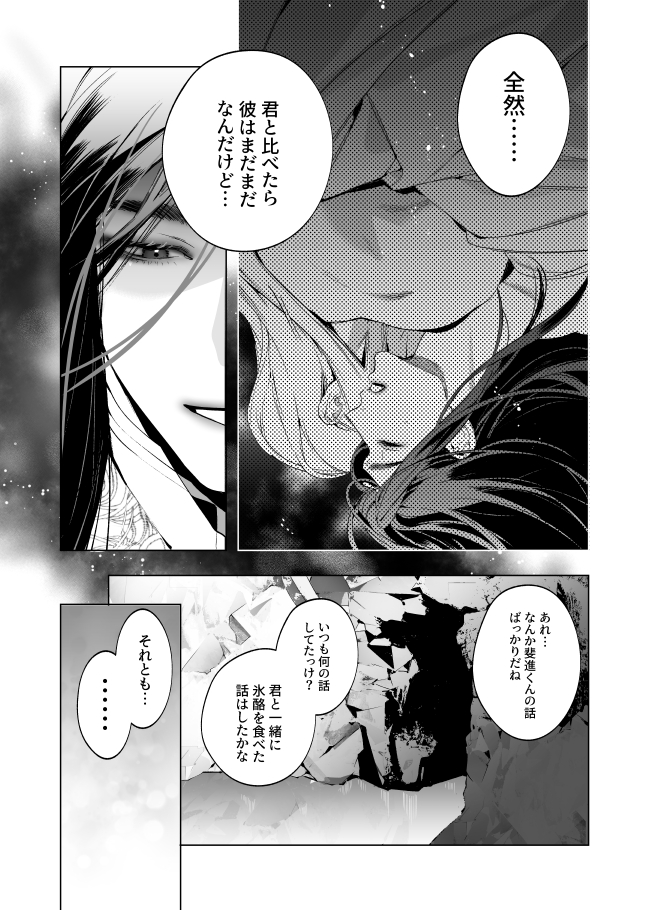 全然……
君と比べたら
彼はまだまだ
なんだけど…
あれ…
なんか斐進くんの話
ばっかりだね
いつも何の話
してたっけ？
君と一緒に
氷酪を食べた
話はしたかな
それとも…
……